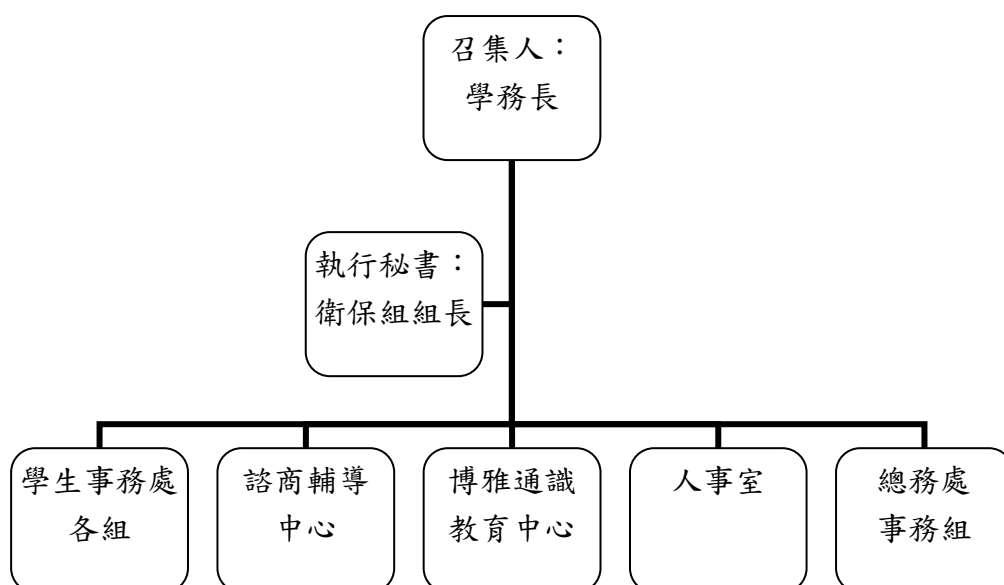 召集人：
學務長
執行秘書：
衛保組組長
學生事務處
各組
諮商輔導
中心
博雅通識
教育中心
人事室
總務處
事務組